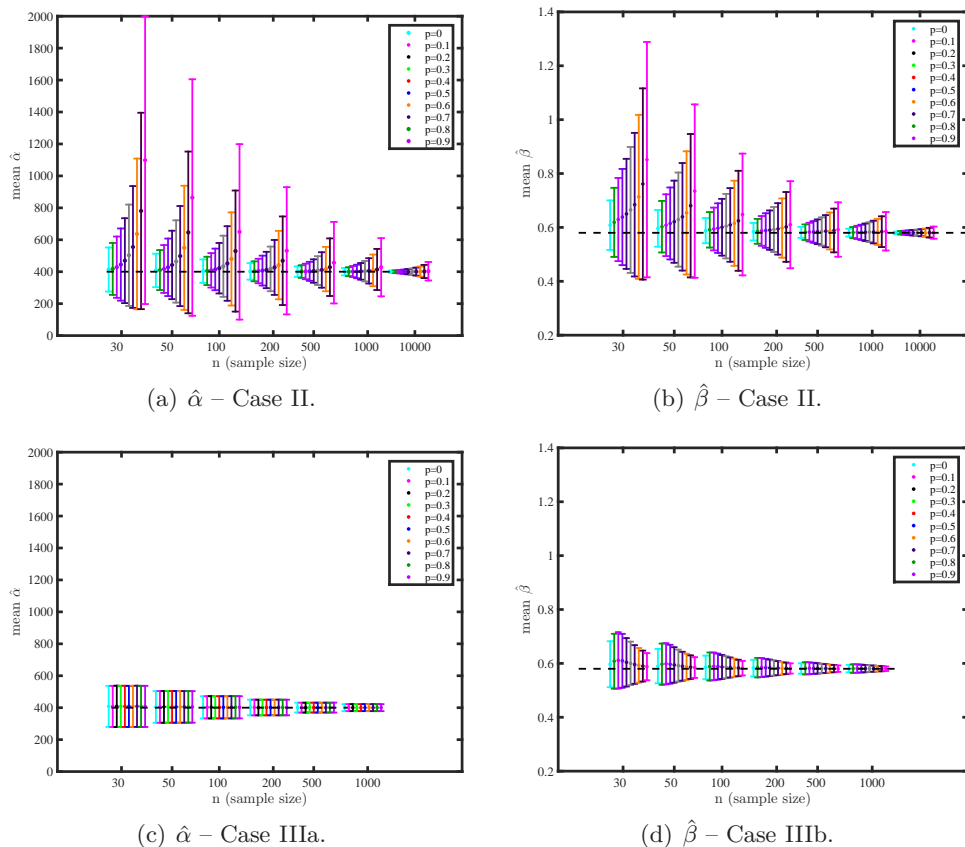 2000
1800
1600
1400
1200
1000
800
600
400
200
0
mean α̂
30 50 100 200 500 1000 10000
n (sample size)
p=0
p=0.1
p=0.2
p=0.3
p=0.4
p=0.5
p=0.6
p=0.7
p=0.8
p=0.9
(a) α̂ – Case II.
1.4
1.2
1
0.8
0.6
0.4
0.2
mean β̂
30 50 100 200 500 1000 10000
n (sample size)
p=0
p=0.1
p=0.2
p=0.3
p=0.4
p=0.5
p=0.6
p=0.7
p=0.8
p=0.9
(b) β̂ – Case II.
2000
1800
1600
1400
1200
1000
800
600
400
200
0
mean α̂
30 50 100 200 500 1000
n (sample size)
p=0
p=0.1
p=0.2
p=0.3
p=0.4
p=0.5
p=0.6
p=0.7
p=0.8
p=0.9
(c) α̂ – Case IIIa.
1.4
1.2
1
0.8
0.6
0.4
0.2
mean β̂
30 50 100 200 500 1000
n (sample size)
p=0
p=0.1
p=0.2
p=0.3
p=0.4
p=0.5
p=0.6
p=0.7
p=0.8
p=0.9
(d) β̂ – Case IIIb.